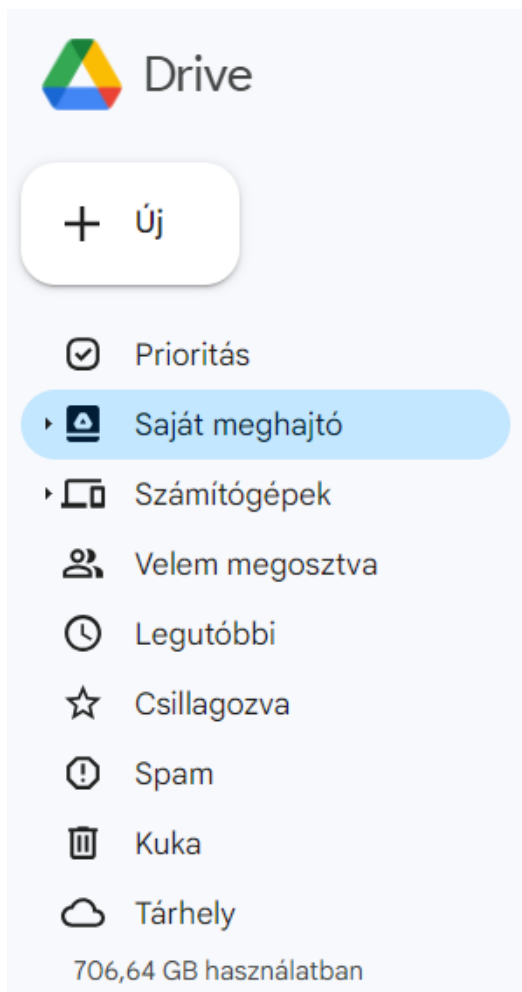 Drive
Új
Prioritás
Saját meghajtó
Számítógépek
Velem megosztva
Legutóbbi
Csillagozva
Spam
Kuka
Tárhely
706,64 GB használatban